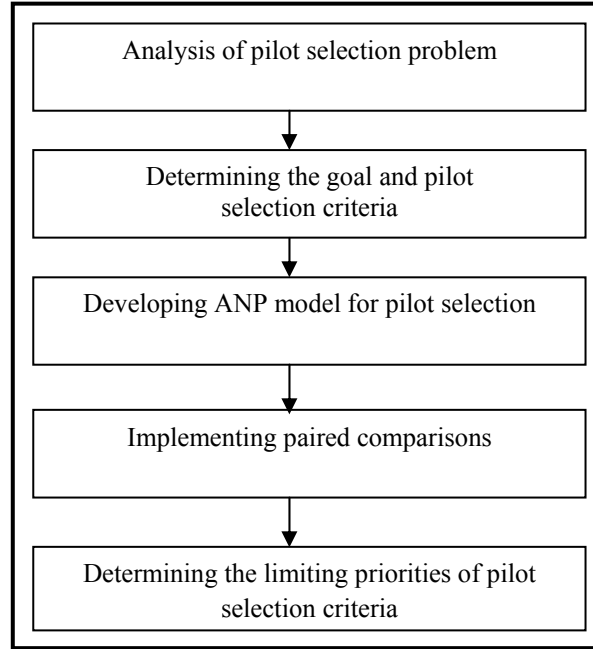 Analysis of pilot selection problem
Determining the goal and pilot
selection criteria
Developing ANP model for pilot selection
Implementing paired comparisons
Determining the limiting priorities of pilot
selection criteria